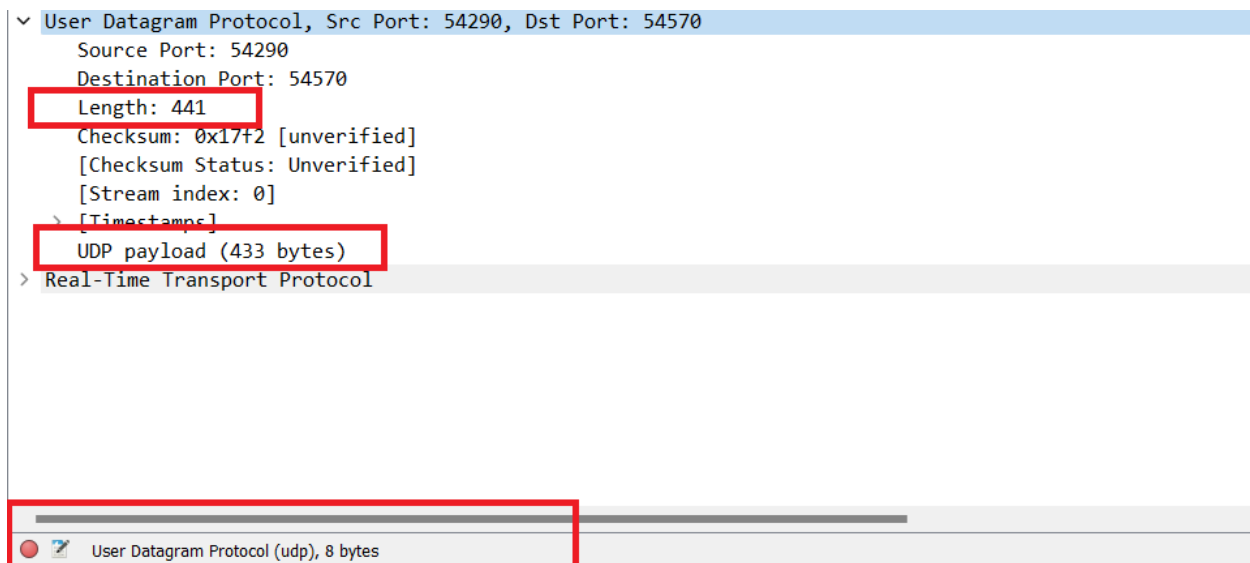 User Datagram Protocol, Src Port: 54290, Dst Port: 54570
Source Port: 54290
Destination Port: 54570
Length: 441
Checksum: 0x17f2 [unverified]
[Checksum Status: Unverified]
[Stream index: 0]
[Timestamps]
UDP payload (433 bytes)
Real-Time Transport Protocol
User Datagram Protocol (udp), 8 bytes